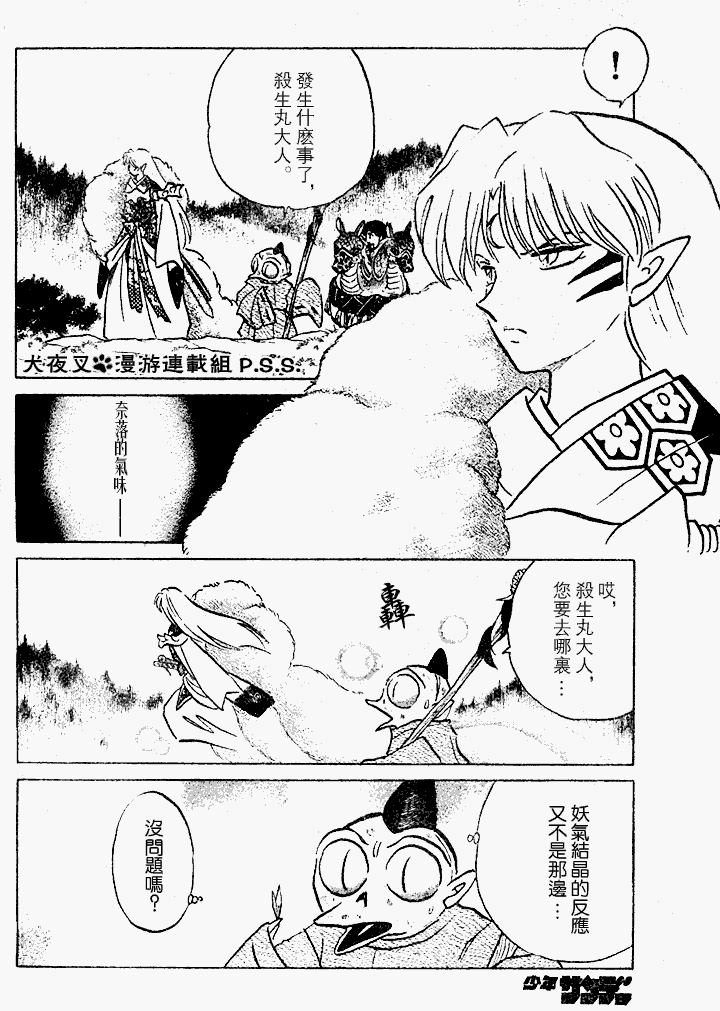 ！
發生什麼事了，
殺生丸大人。
犬夜叉 漫游連載組 P.S.S.
奈落的氣味——
哎，
殺生丸大人，
您要去哪裏…
轟
妖氣結晶的反應
又不是那邊…
沒問題嗎？